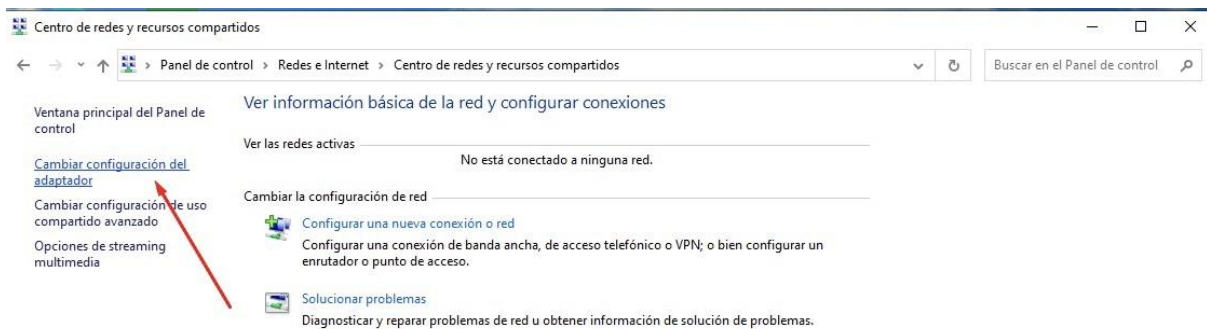 Centro de redes y recursos compartidos
Panel de control > Redes e Internet > Centro de redes y recursos compartidos
Buscar en el Panel de control
Ventana principal del Panel de
control
Cambiar configuración del
adaptador
Cambiar configuración de uso
compartido avanzado
Opciones de streaming
multimedia
Ver información básica de la red y configurar conexiones
Ver las redes activas
No está conectado a ninguna red.
Cambiar la configuración de red
Configurar una nueva conexión o red
Configurar una conexión de banda ancha, de acceso telefónico o VPN; o bien configurar un
enrutador o punto de acceso.
Solucionar problemas
Diagnosticar y reparar problemas de red u obtener información de solución de problemas.